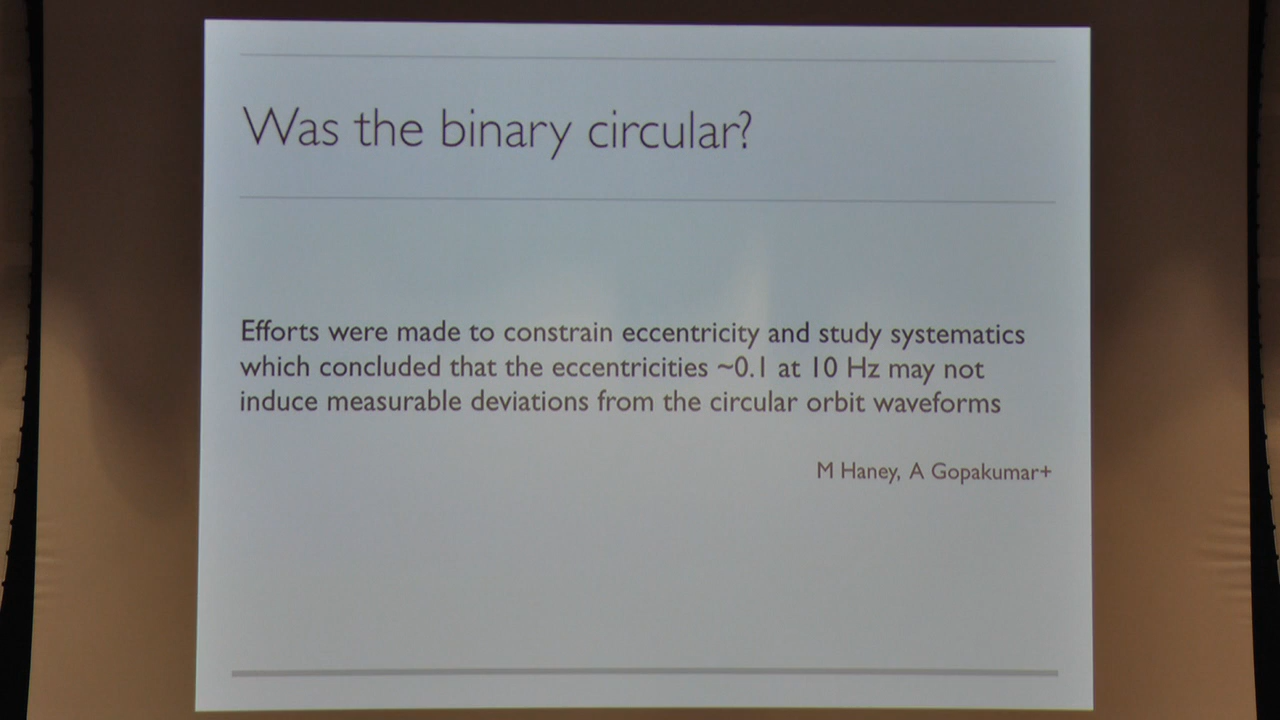 Was the binary circular?
Efforts were made to constrain eccentricity and study systematics
which concluded that the eccentricities ~0.1 at 10 Hz may not
induce measurable deviations from the circular orbit waveforms
M Haney, A Gopakumar+